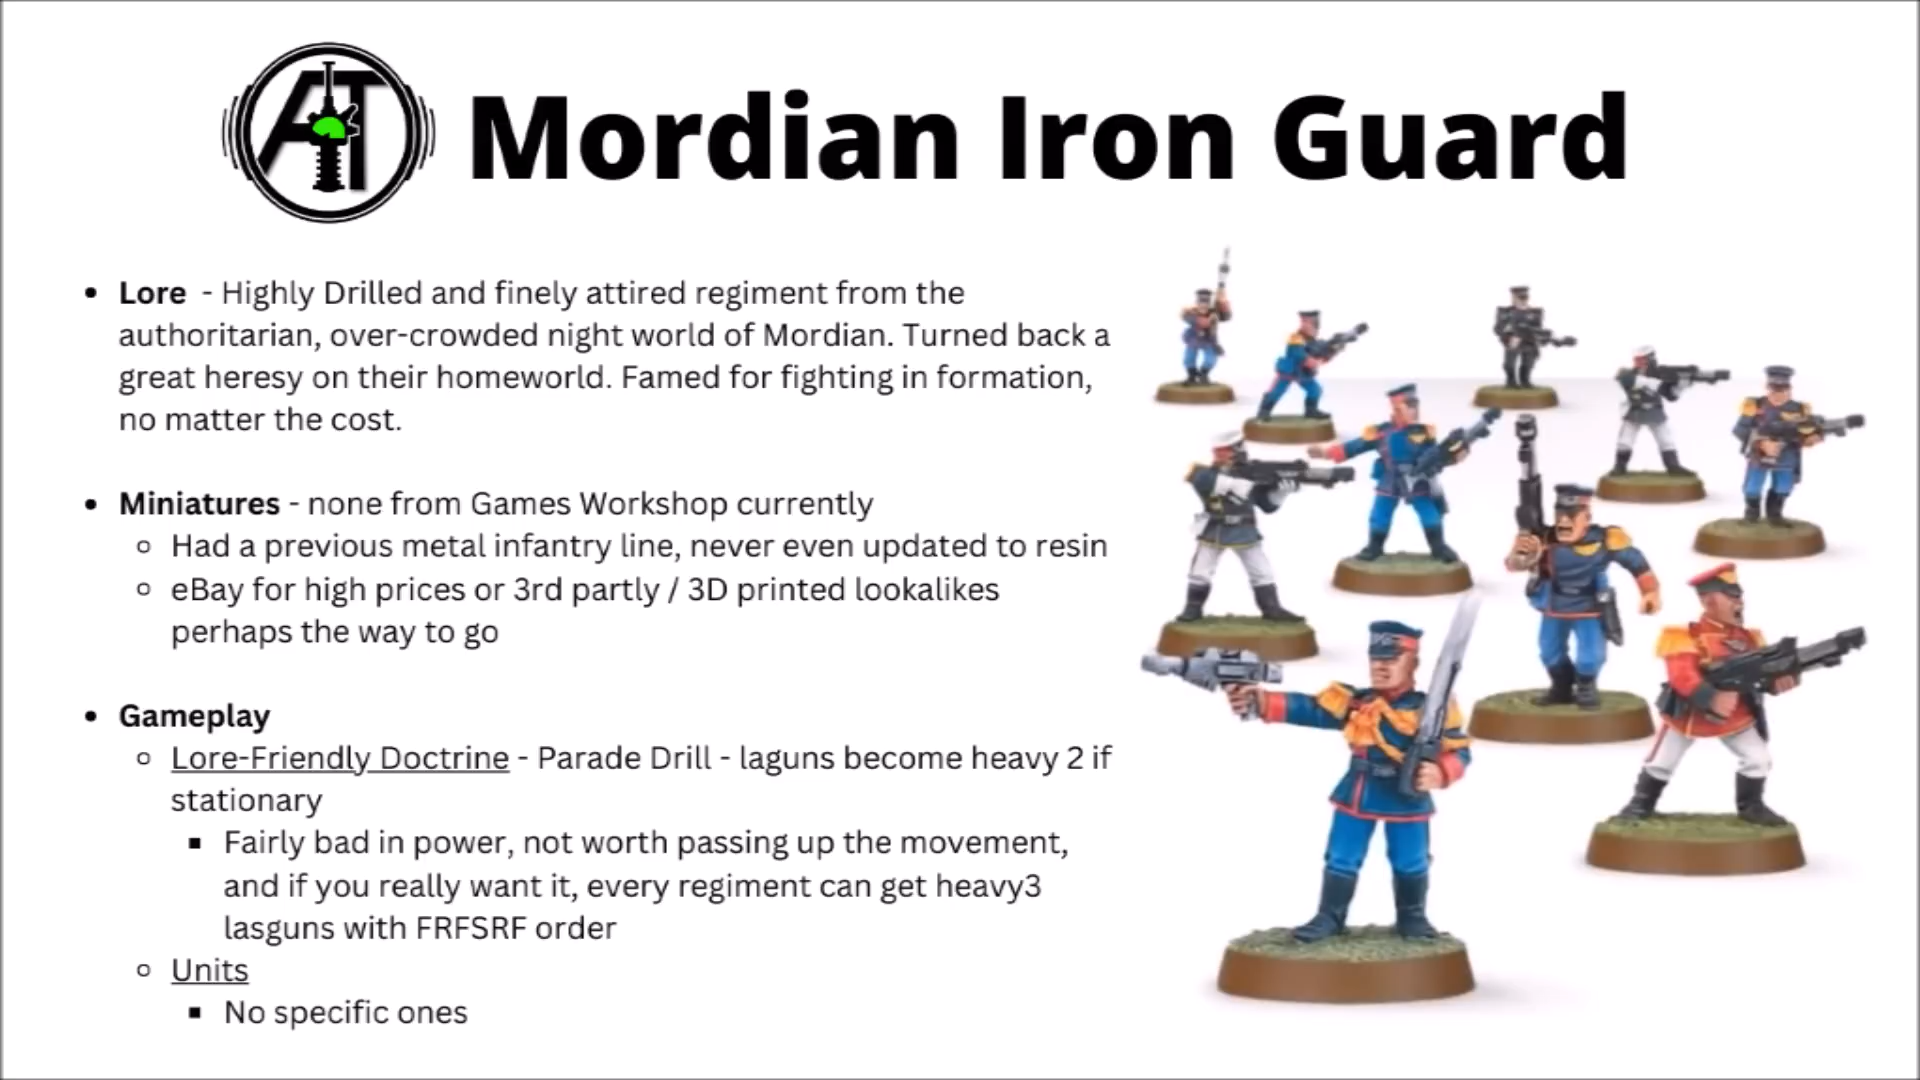 AT Mordian Iron Guard
• Lore - Highly Drilled and finely attired regiment from the
authoritarian, over-crowded night world of Mordian. Turned back a
great heresy on their homeworld. Famed for fighting in formation,
no matter the cost.
• Miniatures - none from Games Workshop currently
○ Had a previous metal infantry line, never even updated to resin
○ eBay for high prices or 3rd partly / 3D printed lookalikes
perhaps the way to go
• Gameplay
○ Lore-Friendly Doctrine - Parade Drill - laguns become heavy 2 if
stationary
▪ Fairly bad in power, not worth passing up the movement,
and if you really want it, every regiment can get heavy3
lasguns with FRFSRF order
○ Units
▪ No specific ones